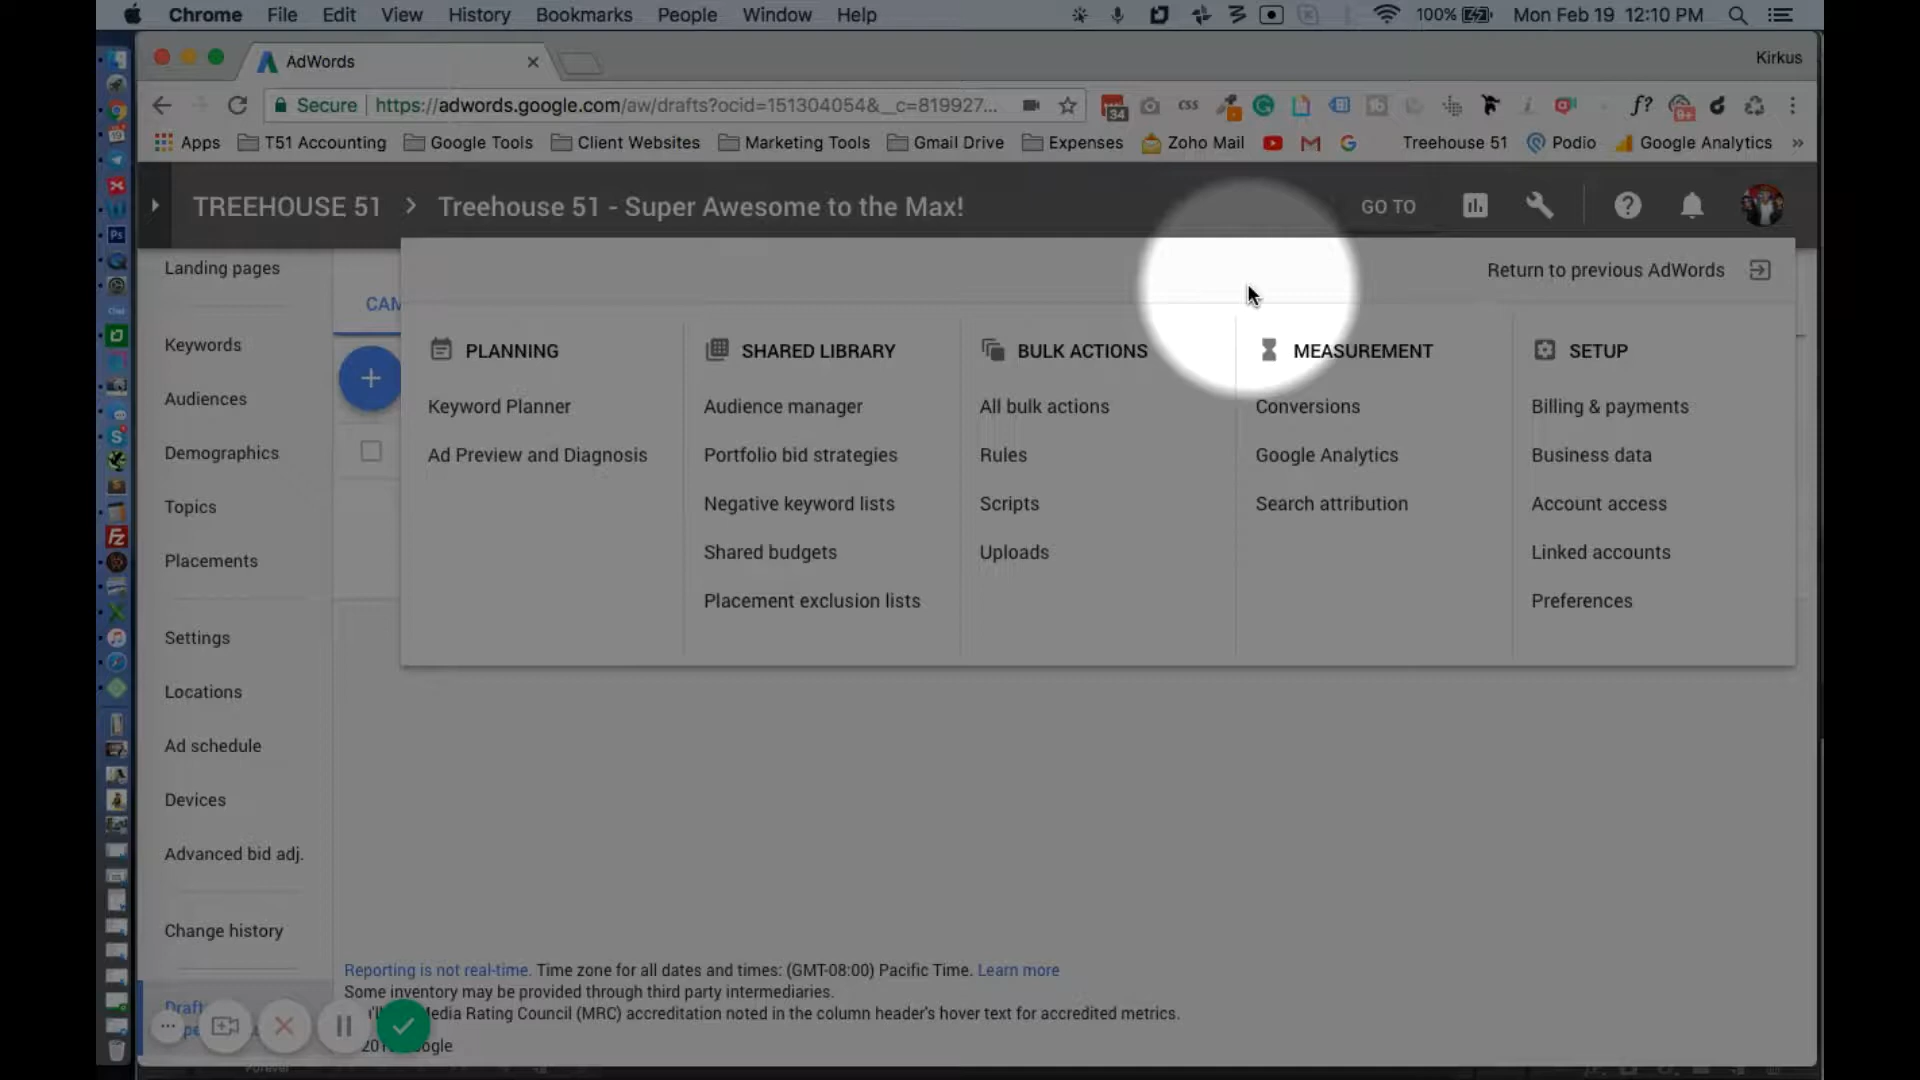 Chrome File Edit View History Bookmarks People Window Help 100% Mon Feb 19 12:10 PM
AdWords Kirkus
Secure https://adwords.google.com/aw/drafts?ocid=151304054&__c=819927... 34 CSS f? 9+
Apps T51 Accounting Google Tools Client Websites Marketing Tools Gmail Drive Expenses Zoho Mail Treehouse 51 Podio Google Analytics »
TREEHOUSE 51 > Treehouse 51 - Super Awesome to the Max! GO TO
Return to previous AdWords
Landing pages
Keywords
Audiences
Demographics
Topics
Placements
Settings
Locations
Ad schedule
Devices
Advanced bid adj.
Change history
CAM
PLANNING
Keyword Planner
Ad Preview and Diagnosis
SHARED LIBRARY
Audience manager
Portfolio bid strategies
Negative keyword lists
Shared budgets
Placement exclusion lists
BULK ACTIONS
All bulk actions
Rules
Scripts
Uploads
MEASUREMENT
Conversions
Google Analytics
Search attribution
SETUP
Billing & payments
Business data
Account access
Linked accounts
Preferences
Reporting is not real-time. Time zone for all dates and times: (GMT-08:00) Pacific Time. Learn more
Some inventory may be provided through third party intermediaries.
edia Rating Council (MRC) accreditation noted in the column header's hover text for accredited metrics.
Draf
Ps
Fz